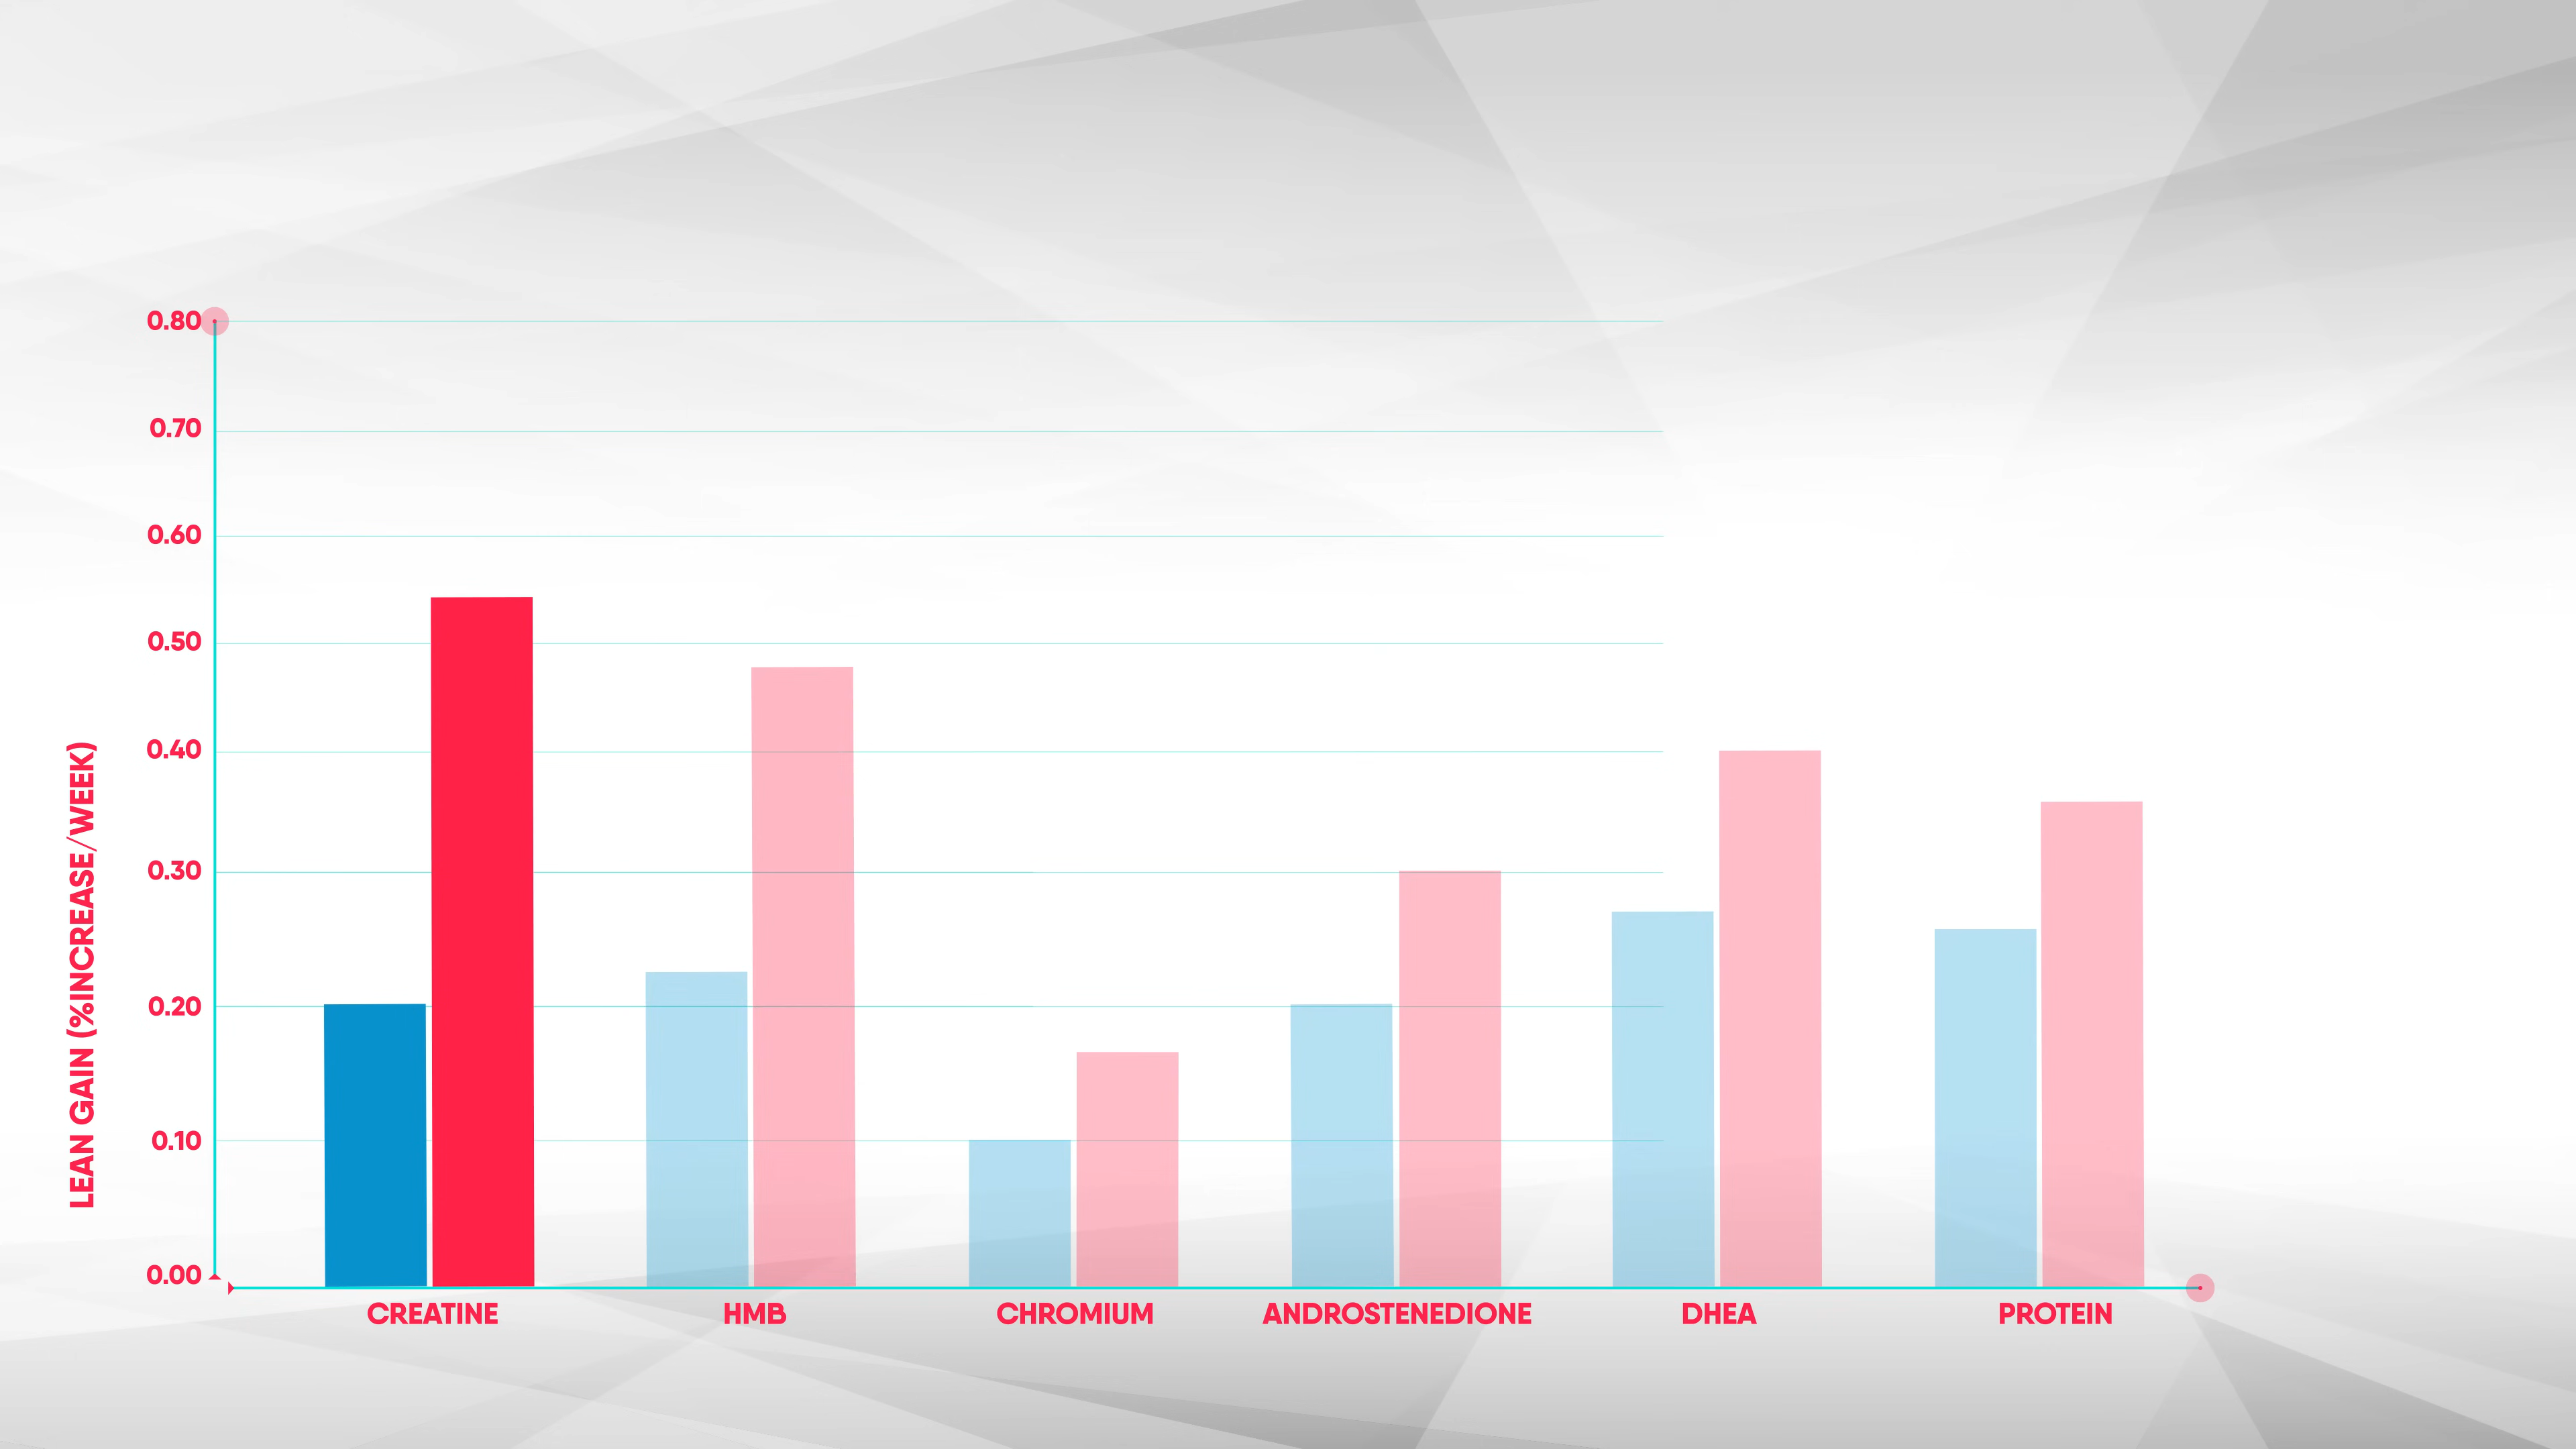 0.80
0.70
0.60
0.50
0.40
0.30
0.20
0.10
0.00
LEAN GAIN (%INCREASE/WEEK)
CREATINE
HMB
CHROMIUM
ANDROSTENEDIONE
DHEA
PROTEIN